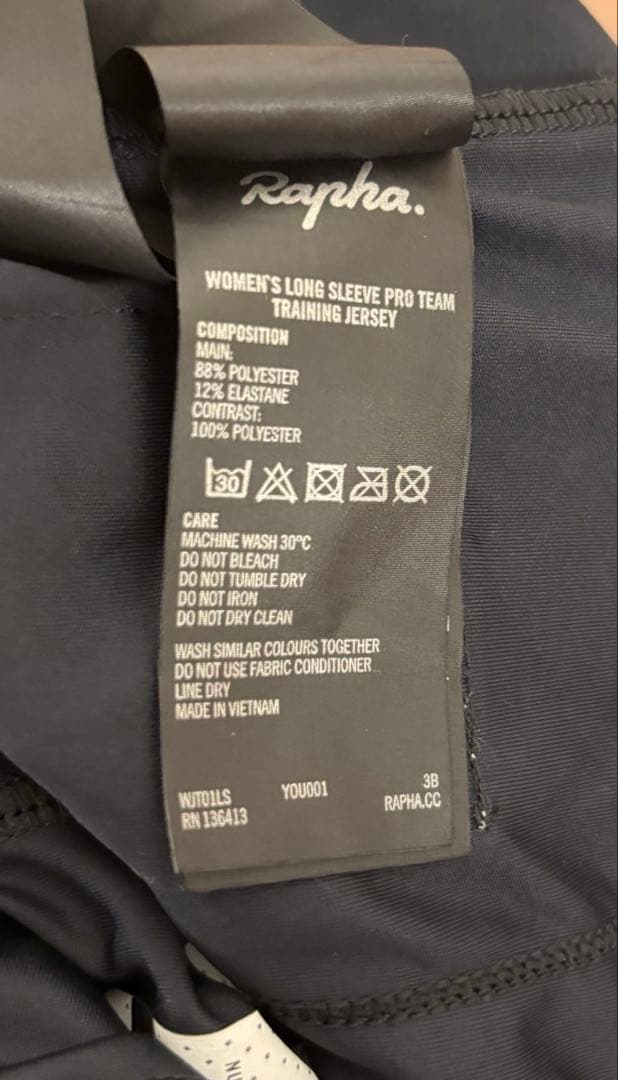 Rapha.
WOMEN'S LONG SLEEVE PRO TEAM
TRAINING JERSEY
COMPOSITION
MAIN:
88% POLYESTER
12% ELASTANE
CONTRAST:
100% POLYESTER
30
CARE
MACHINE WASH 30°C
DO NOT BLEACH
DO NOT TUMBLE DRY
DO NOT IRON
DO NOT DRY CLEAN
WASH SIMILAR COLOURS TOGETHER
DO NOT USE FABRIC CONDITIONER
LINE DRY
MADE IN VIETNAM
WJT01LS YOU001 3B
RN 136413 RAPHA.CC